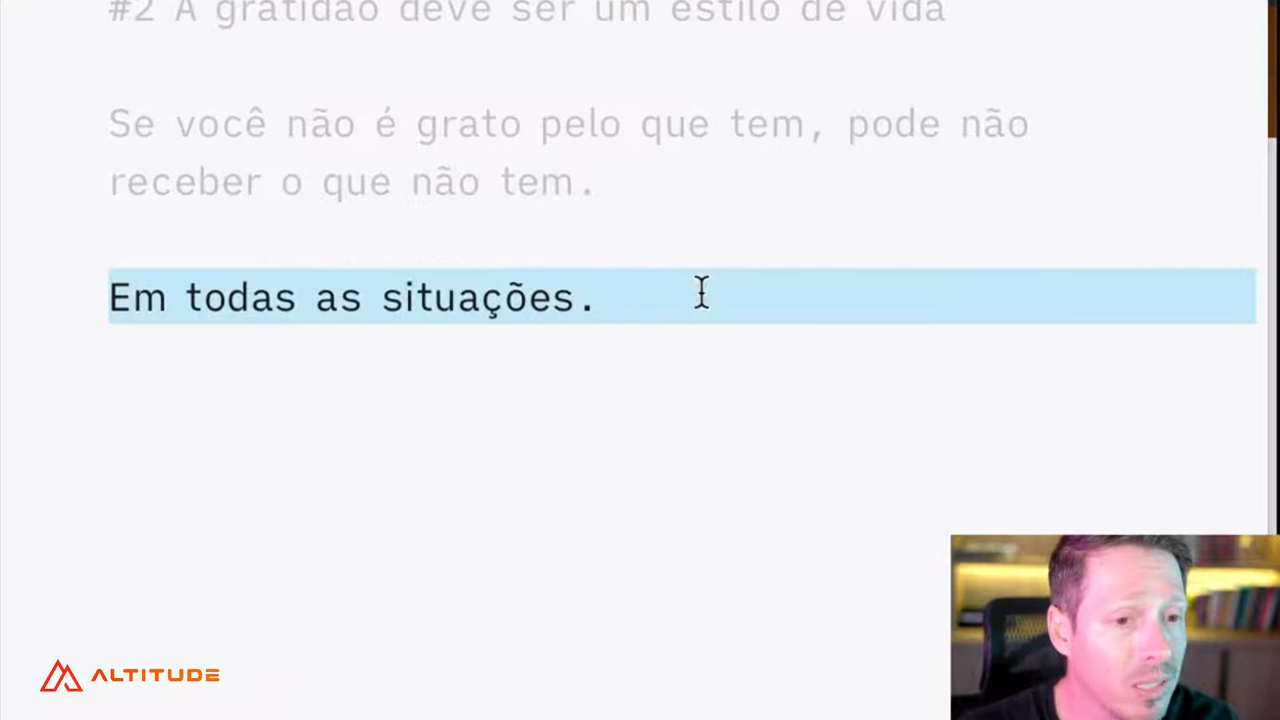 #2 A gratidão deve ser um estilo de vida
Se você não é grato pelo que tem, pode não
receber o que não tem.
Em todas as situações.
ALTITUDE